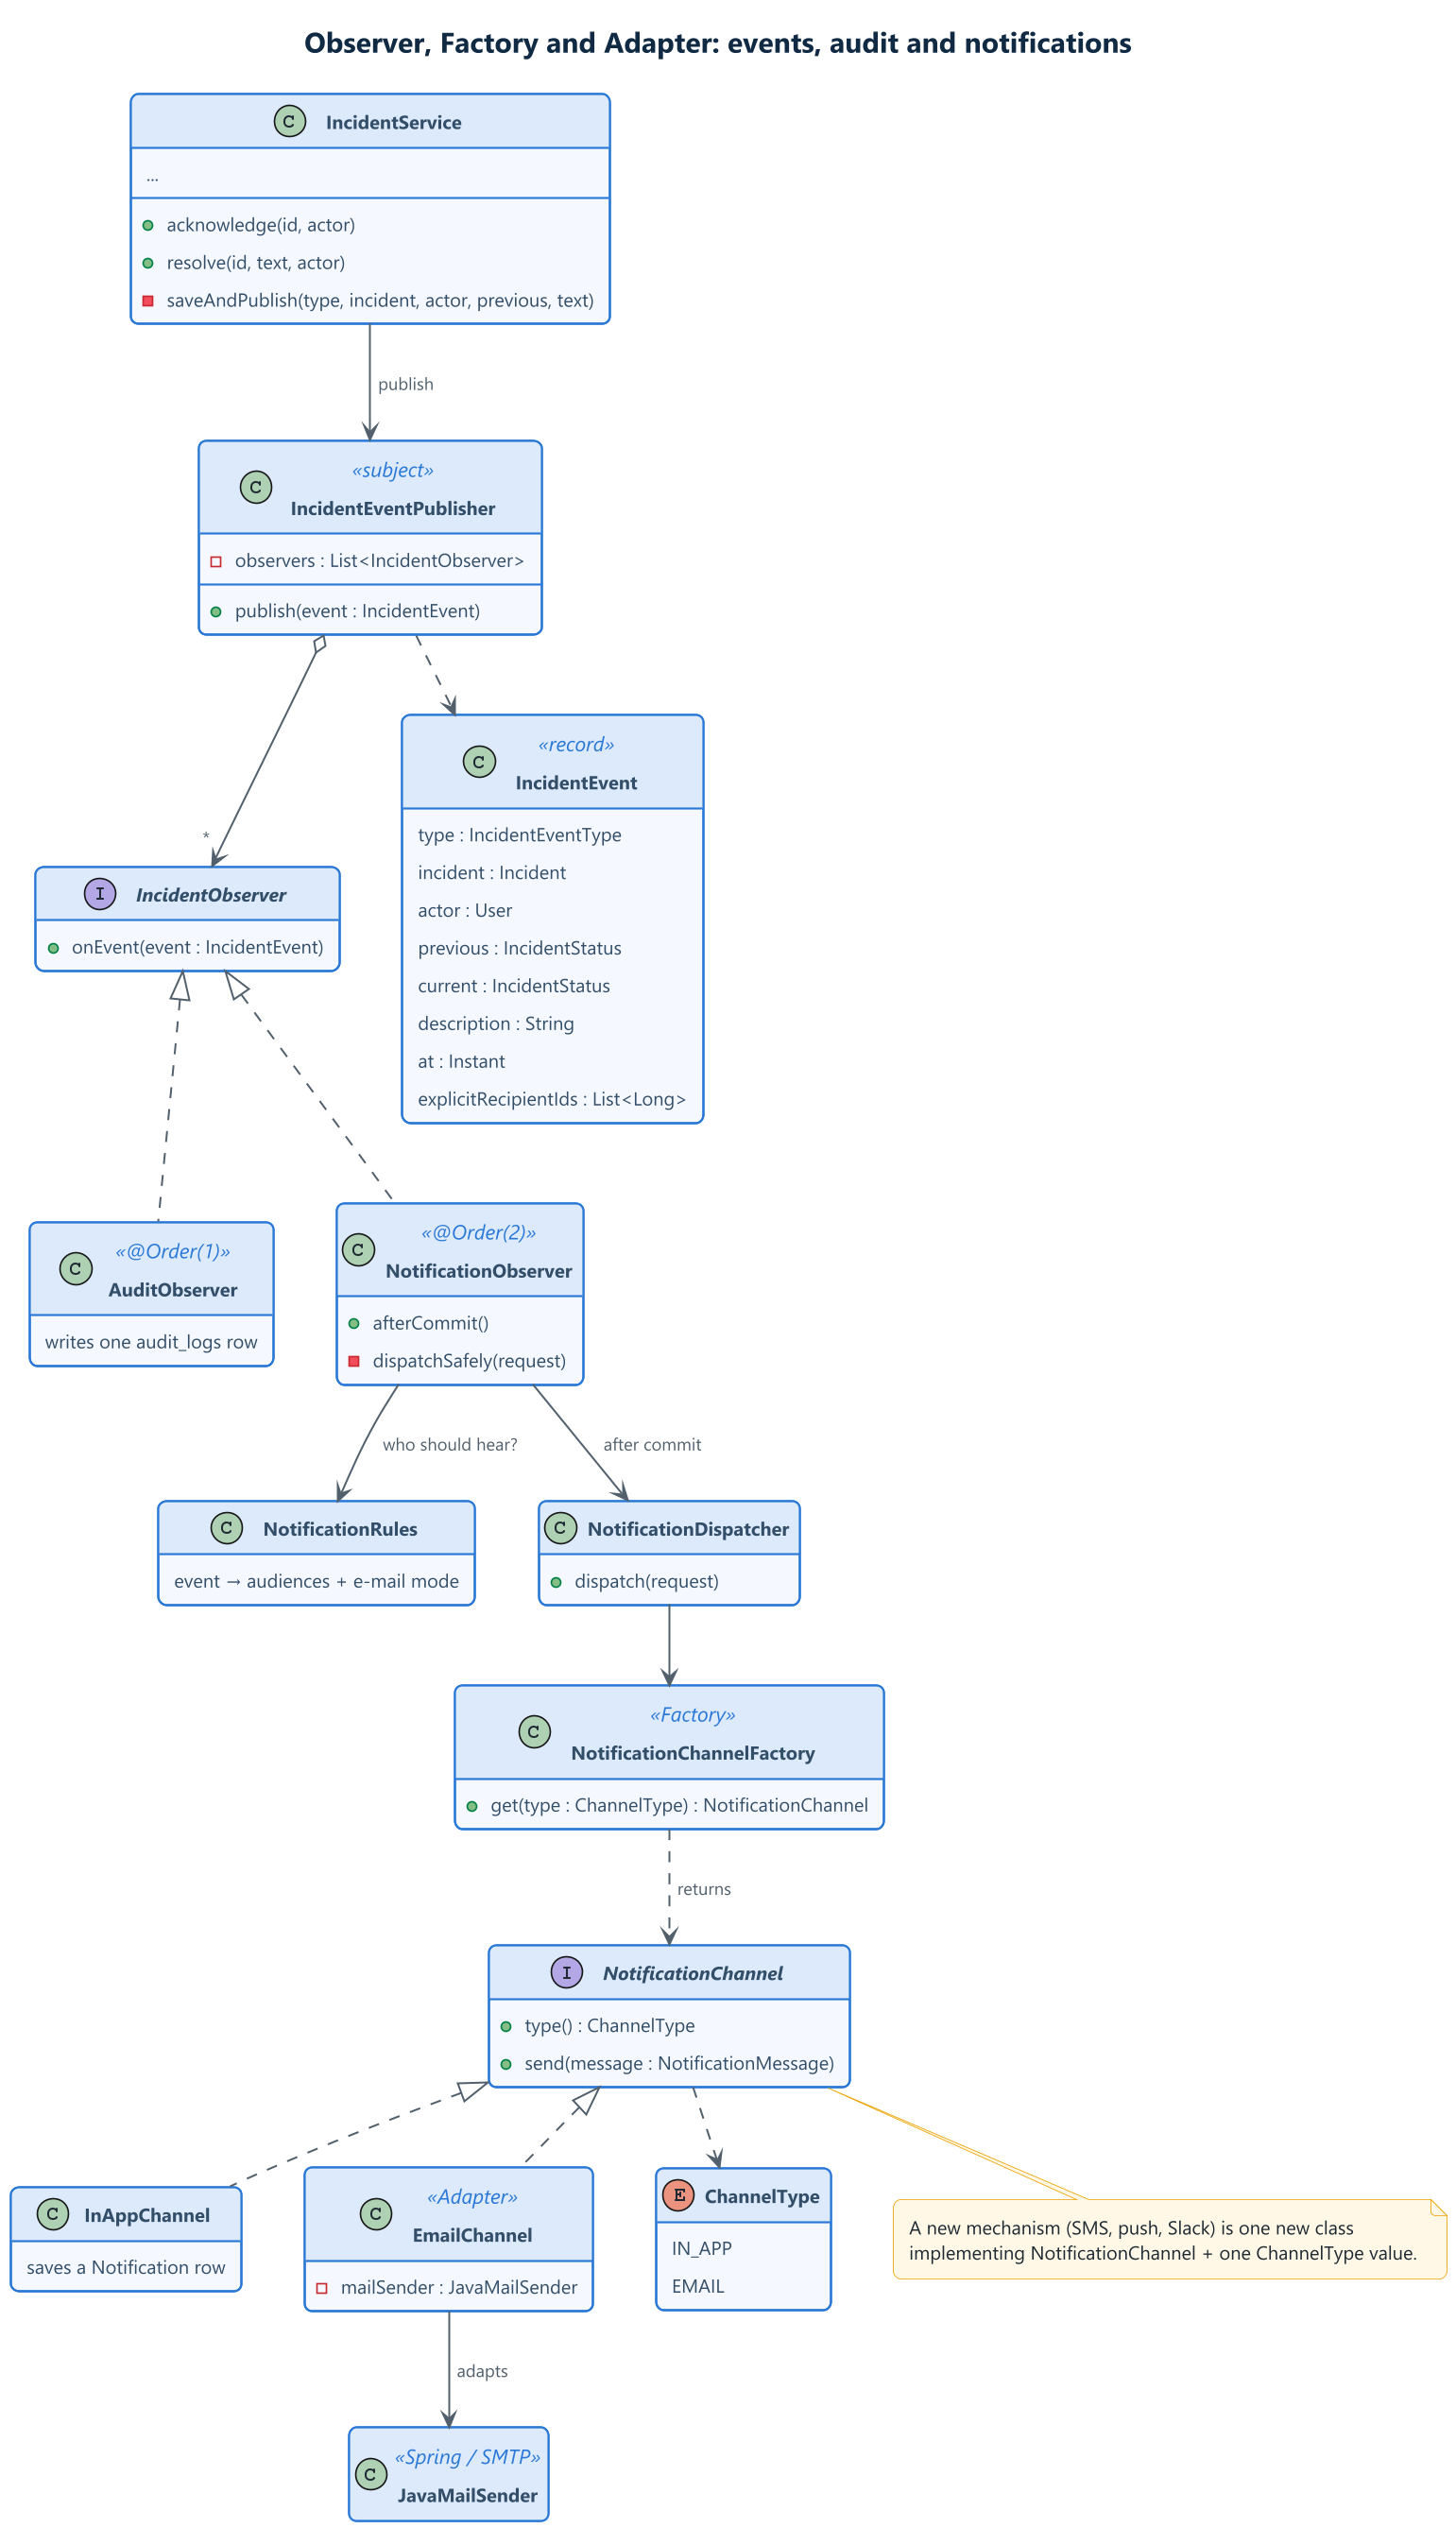 Observer, Factory and Adapter: events, audit and notifications
C IncidentService
...
acknowledge(id, actor)
resolve(id, text, actor)
saveAndPublish(type, incident, actor, previous, text)
publish
«subject»
C IncidentEventPublisher
observers : List<IncidentObserver>
publish(event : IncidentEvent)
«record»
C IncidentEvent
type : IncidentEventType
incident : Incident
actor : User
previous : IncidentStatus
current : IncidentStatus
description : String
at : Instant
explicitRecipientIds : List<Long>
*
I IncidentObserver
onEvent(event : IncidentEvent)
«@Order(1)»
C AuditObserver
writes one audit_logs row
«@Order(2)»
C NotificationObserver
afterCommit()
dispatchSafely(request)
who should hear?
after commit
C NotificationRules
event → audiences + e-mail mode
C NotificationDispatcher
dispatch(request)
«Factory»
C NotificationChannelFactory
get(type : ChannelType) : NotificationChannel
returns
I NotificationChannel
type() : ChannelType
send(message : NotificationMessage)
C InAppChannel
saves a Notification row
«Adapter»
C EmailChannel
mailSender : JavaMailSender
E ChannelType
IN_APP
EMAIL
A new mechanism (SMS, push, Slack) is one new class
implementing NotificationChannel + one ChannelType value.
adapts
«Spring / SMTP»
C JavaMailSender